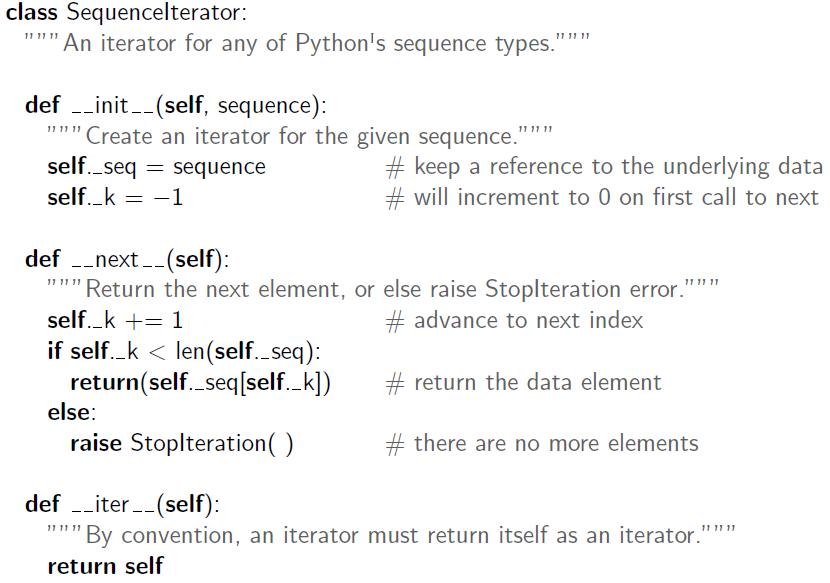 class SequenceIterator:
"""An iterator for any of Python's sequence types."""
def __init__(self, sequence):
"""Create an iterator for the given sequence."""
self._seq = sequence # keep a reference to the underlying data
self._k = −1 # will increment to 0 on first call to next
def __next__(self):
"""Return the next element, or else raise StopIteration error."""
self._k += 1 # advance to next index
if self._k < len(self._seq):
return(self._seq[self._k]) # return the data element
else:
raise StopIteration( ) # there are no more elements
def __iter__(self):
"""By convention, an iterator must return itself as an iterator."""
return self